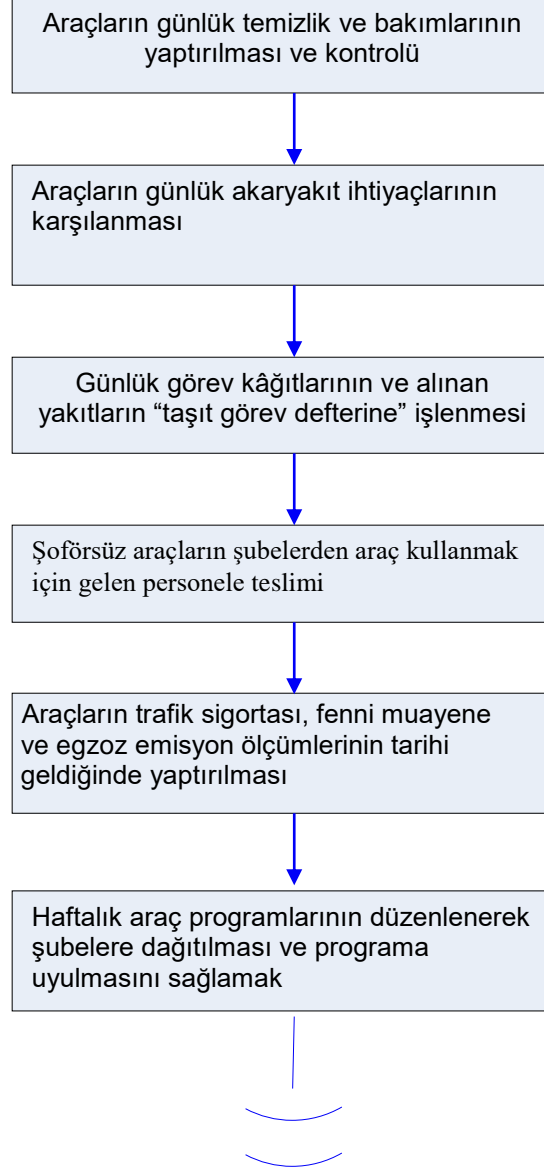 Araçların günlük temizlik ve bakımlarının
yaptırılması ve kontrolü
Araçların günlük akaryakıt ihtiyaçlarının
karşılanması
Günlük görev kâğıtlarının ve alınan
yakıtların “taşıt görev defterine” işlenmesi
Şoförsüz araçların şubelerden araç kullanmak
için gelen personele teslimi
Araçların trafik sigortası, fenni muayene
ve egzoz emisyon ölçümlerinin tarihi
geldiğinde yaptırılması
Haftalık araç programlarının düzenlenerek
şubelere dağıtılması ve programa
uyulmasını sağlamak